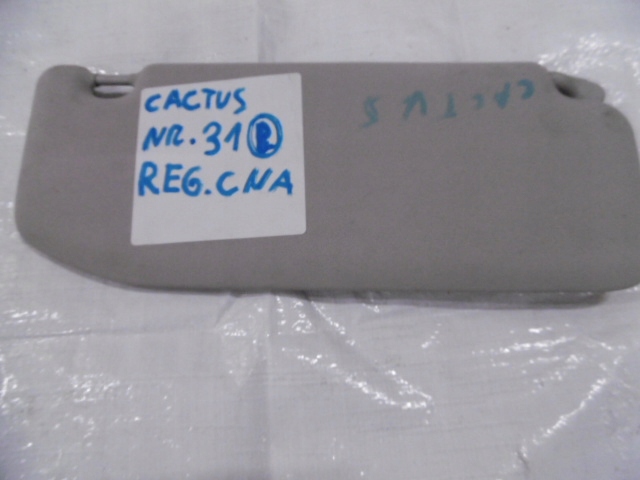 CACTUS
NR. 31 P
REG. CNA
CACTUS